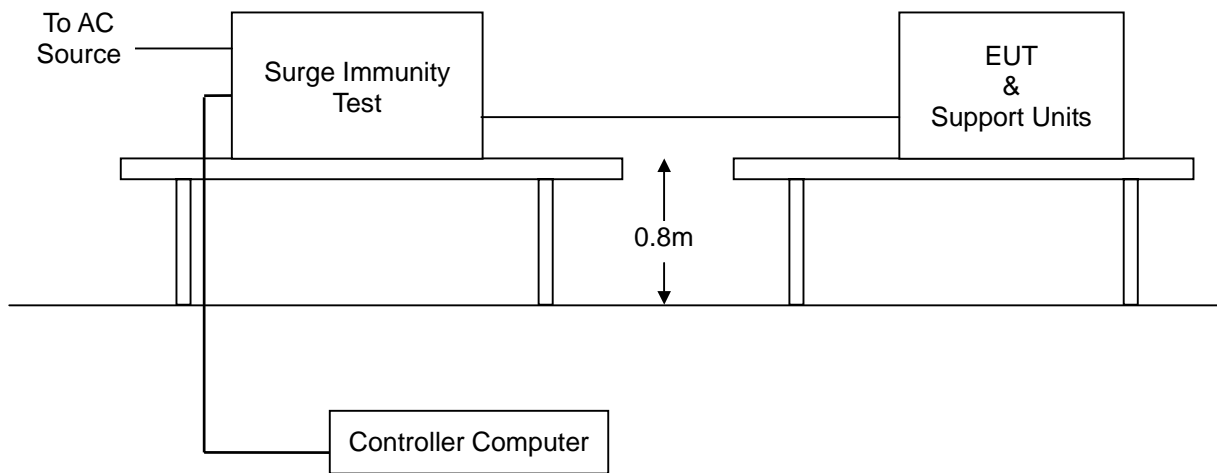 To AC
Source
Surge Immunity
Test
EUT
&
Support Units
0.8m
Controller Computer